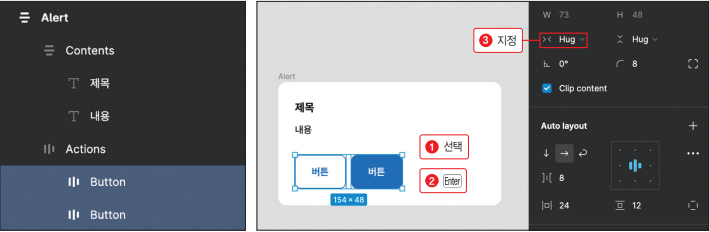 Alert
Contents
T 제목
T 내용
Actions
Button
Button
Alert
제목
내용
버튼 버튼
154 × 48
1 선택
2 Enter
3 지정
W 73 H 48
Hug Hug
0° 8
Clip content
Auto layout
8
24 12